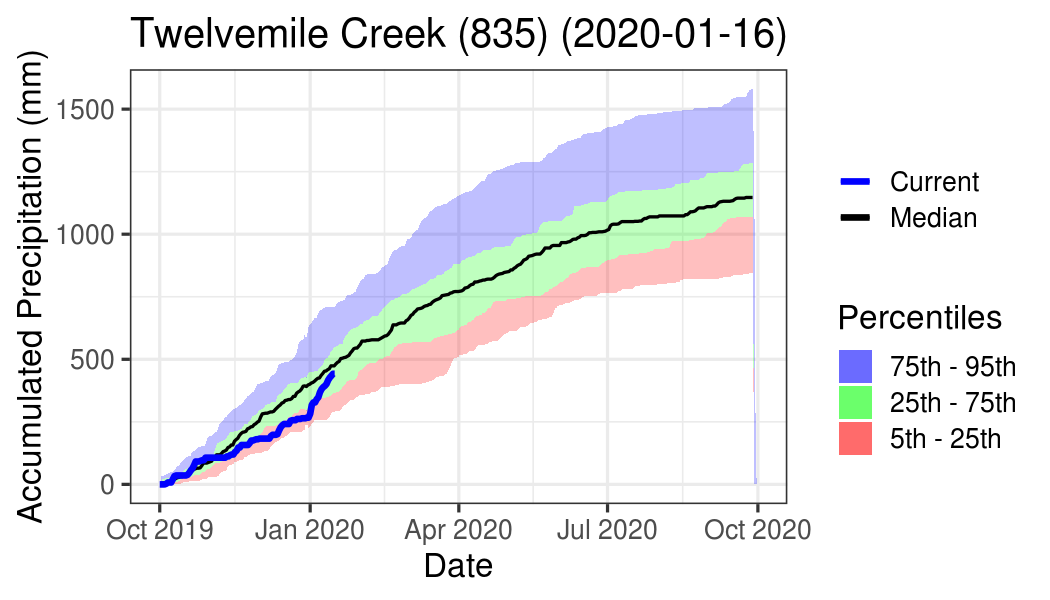 Twelvemile Creek (835) (2020-01-16)
Accumulated Precipitation (mm)
1500
1000
500
0
Oct 2019
Jan 2020
Apr 2020
Jul 2020
Oct 2020
Date
Current
Median
Percentiles
75th - 95th
25th - 75th
5th - 25th